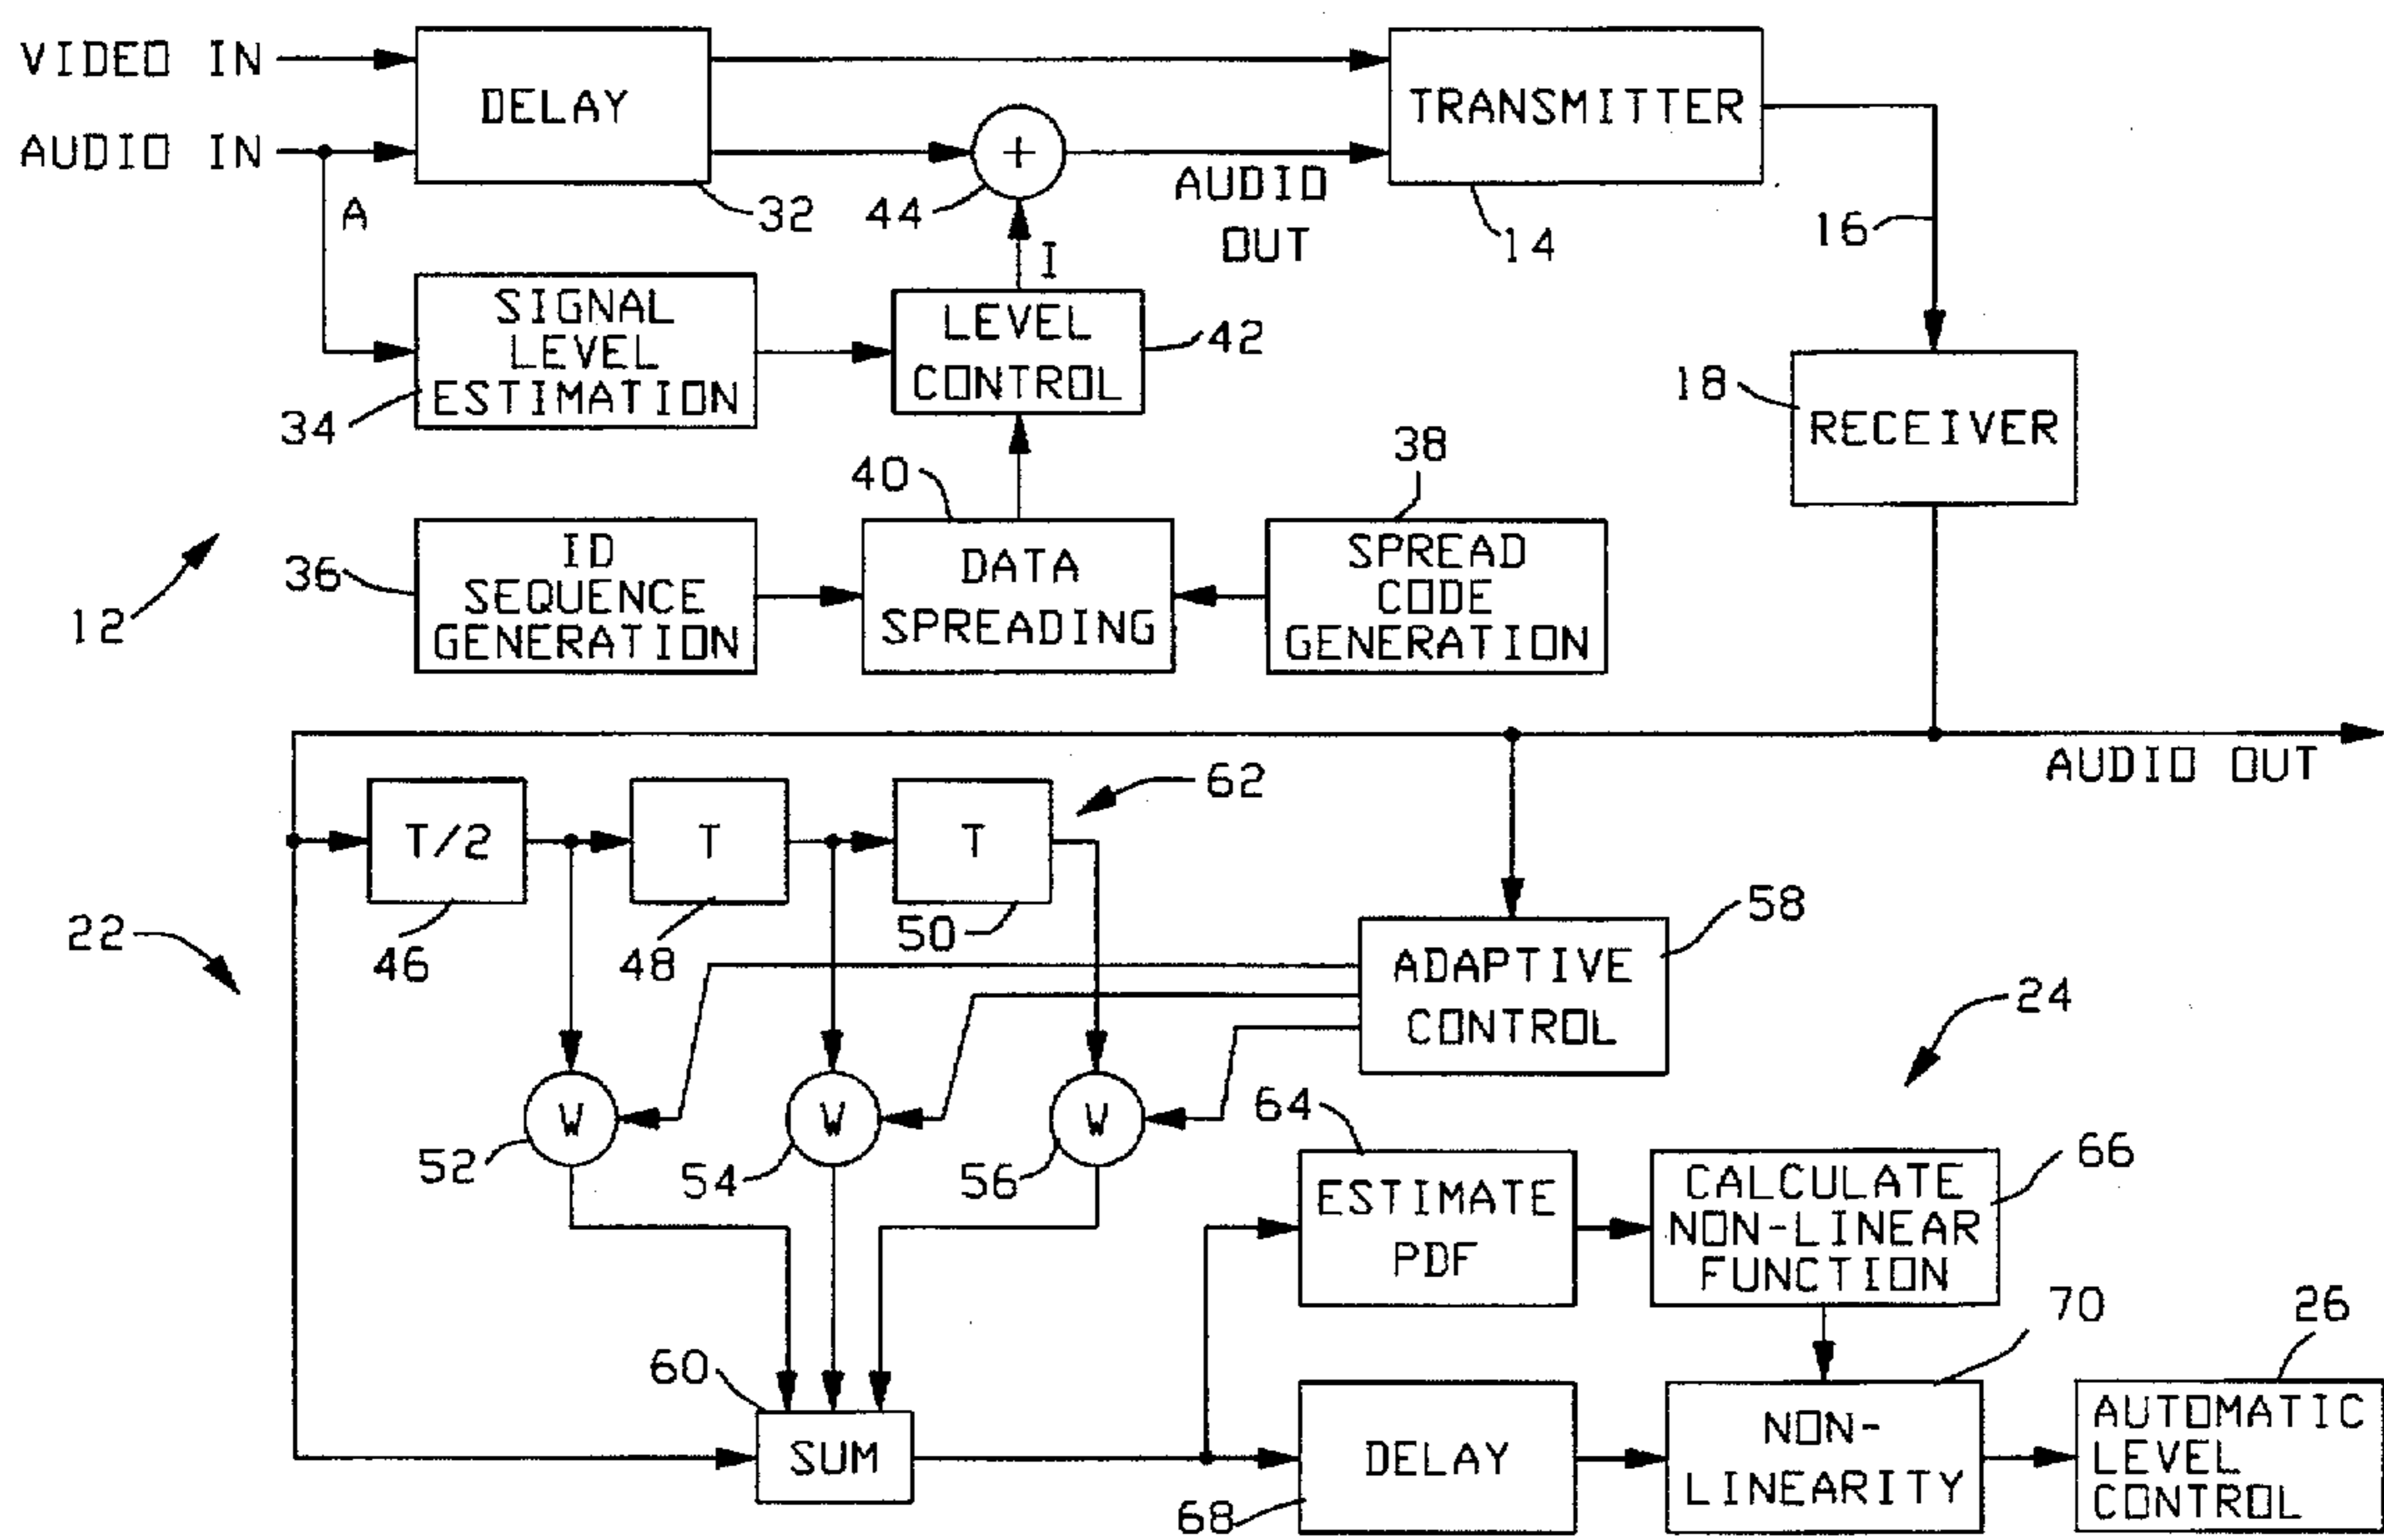 VIDEO IN
DELAY
TRANSMITTER
AUDIO IN
+
AUDIO
OUT
A
32
44
14
16
I
SIGNAL
LEVEL
ESTIMATION
34
LEVEL
CONTROL
42
18
RECEIVER
40
38
12
36
ID
SEQUENCE
GENERATION
DATA
SPREADING
SPREAD
CODE
GENERATION
AUDIO OUT
T/2
T
T
62
22
46
48
50
58
ADAPTIVE
CONTROL
24
W
W
W
52
54
56
64
ESTIMATE
PDF
CALCULATE
NON-LINEAR
FUNCTION
66
60
SUM
DELAY
68
NON-
LINEARITY
70
26
AUTOMATIC
LEVEL
CONTROL